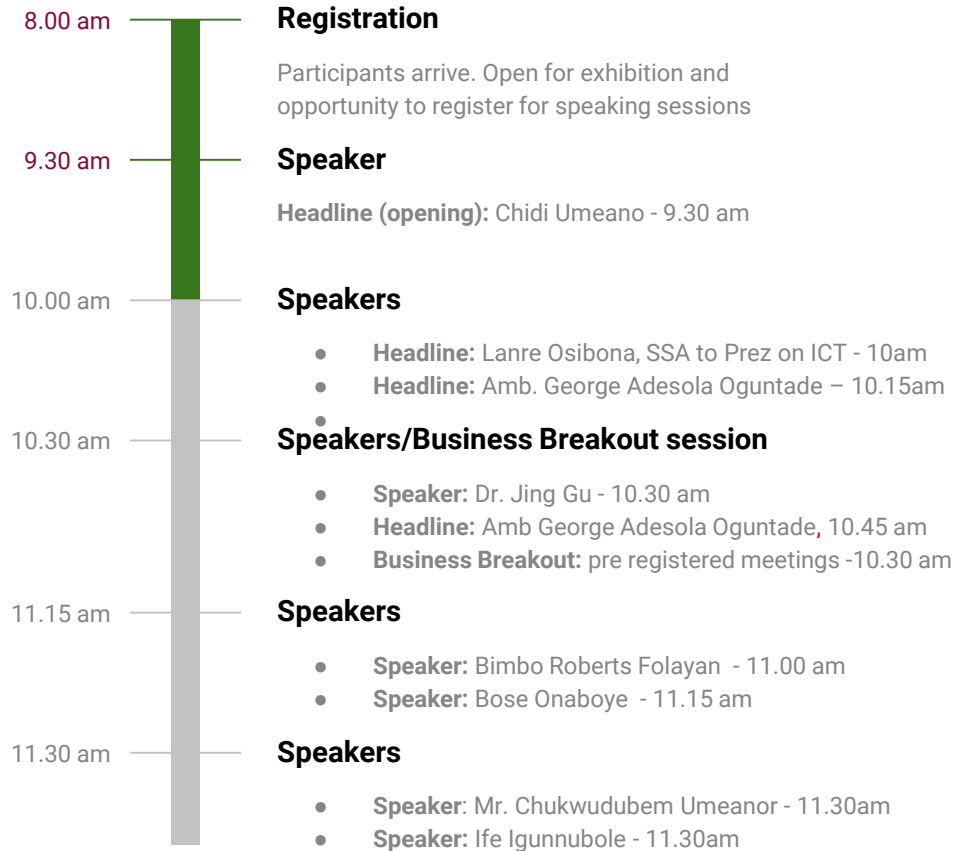 8.00 am
Registration
Participants arrive. Open for exhibition and
opportunity to register for speaking sessions
9.30 am
Speaker
Headline (opening): Chidi Umeano - 9.30 am
10.00 am
Speakers
● Headline: Lanre Osibona, SSA to Prez on ICT - 10am
● Headline: Amb. George Adesola Oguntade – 10.15am
●
10.30 am
Speakers/Business Breakout session
● Speaker: Dr. Jing Gu - 10.30 am
● Headline: Amb George Adesola Oguntade, 10.45 am
● Business Breakout: pre registered meetings -10.30 am
11.15 am
Speakers
● Speaker: Bimbo Roberts Folayan - 11.00 am
● Speaker: Bose Onaboye - 11.15 am
11.30 am
Speakers
● Speaker: Mr. Chukwudubem Umeanor - 11.30am
● Speaker: Ife Igunnubole - 11.30am